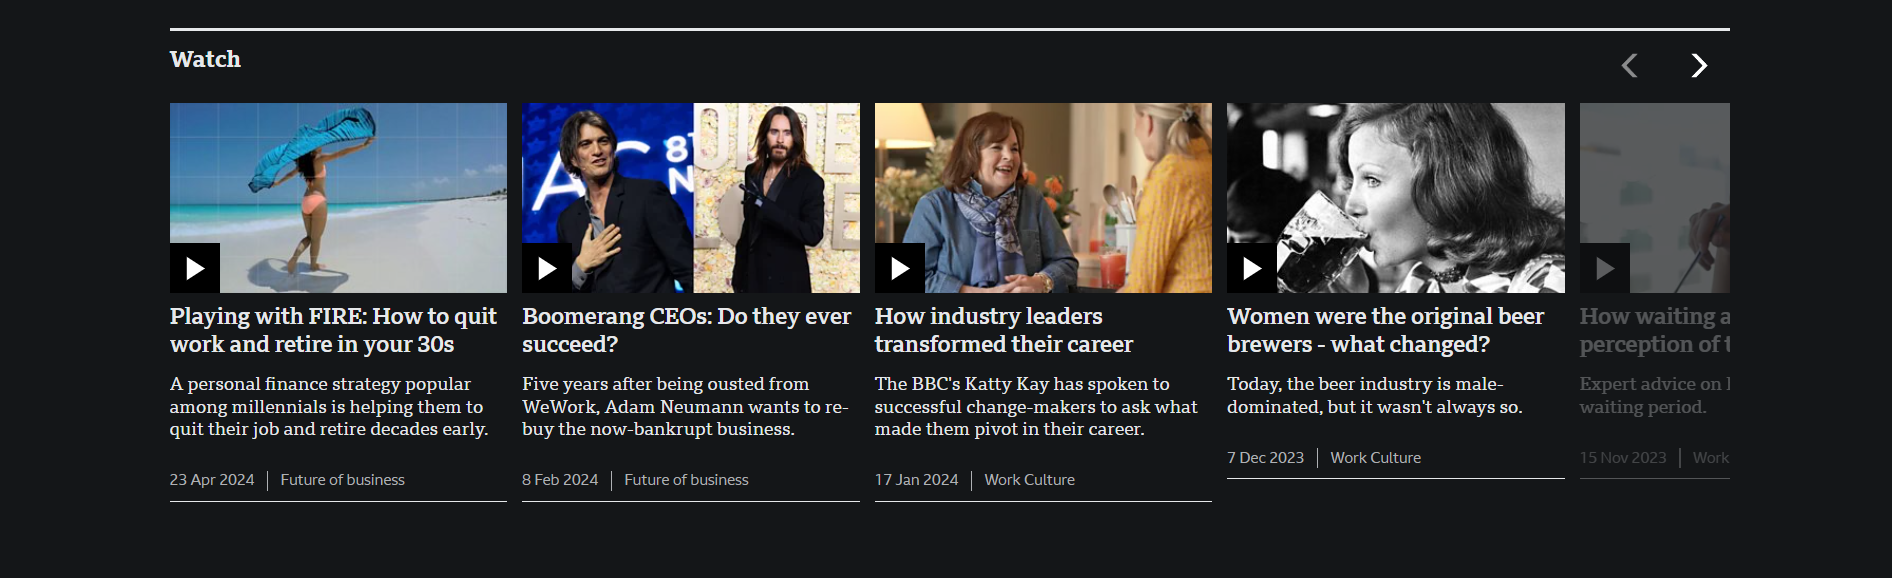 Watch
Playing with FIRE: How to quit
work and retire in your 30s
A personal finance strategy popular
among millennials is helping them to
quit their job and retire decades early.
23 Apr 2024 | Future of business
Boomerang CEOs: Do they ever
succeed?
Five years after being ousted from
WeWork, Adam Neumann wants to re-
buy the now-bankrupt business.
8 Feb 2024 | Future of business
How industry leaders
transformed their career
The BBC's Katty Kay has spoken to
successful change-makers to ask what
made them pivot in their career.
17 Jan 2024 | Work Culture
Women were the original beer
brewers - what changed?
Today, the beer industry is male-
dominated, but it wasn't always so.
7 Dec 2023 | Work Culture
How waiting a
perception of
Expert advice on
waiting period.
15 Nov 2023 | Work